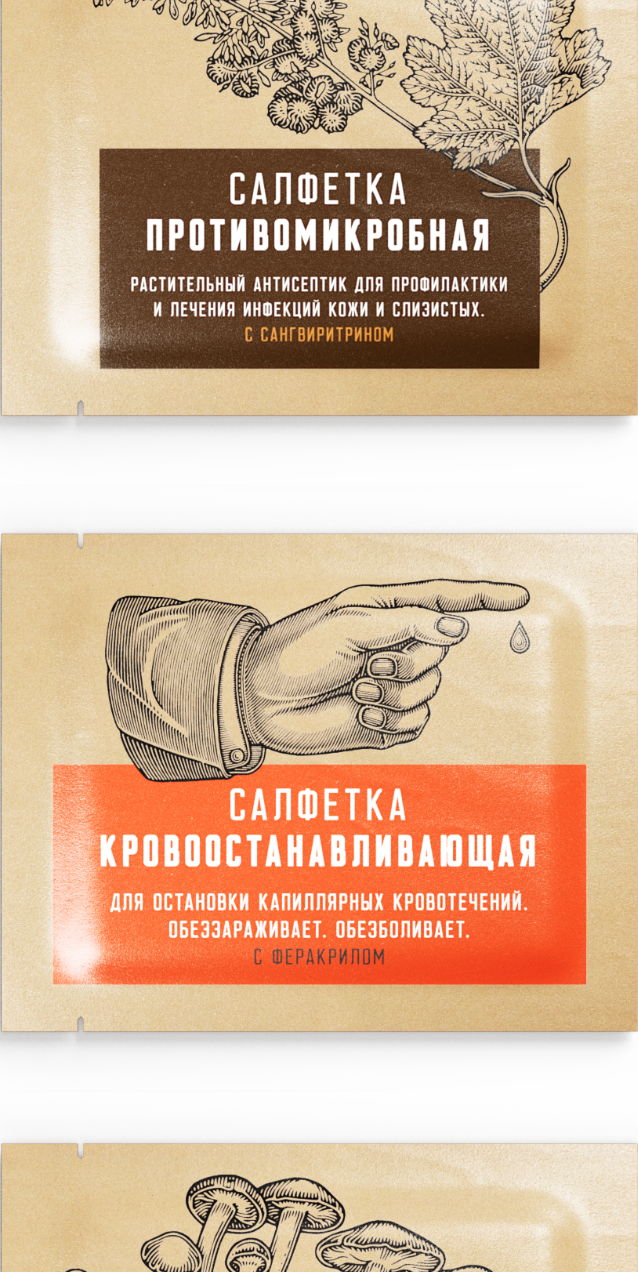 САЛФЕТКА
ПРОТИВОМИКРОБНАЯ
РАСТИТЕЛЬНЫЙ АНТИСЕПТИК ДЛЯ ПРОФИЛАКТИКИ
И ЛЕЧЕНИЯ ИНФЕКЦИЙ КОЖИ И СЛИЗИСТЫХ.
С САНГВИРИТРИНОМ
САЛФЕТКА
КРОВООСТАНАВЛИВАЮЩАЯ
ДЛЯ ОСТАНОВКИ КАПИЛЛЯРНЫХ КРОВОТЕЧЕНИЙ.
ОБЕЗЗАРАЖИВАЕТ. ОБЕЗБОЛИВАЕТ.
С ФЕРАКРИЛОМ